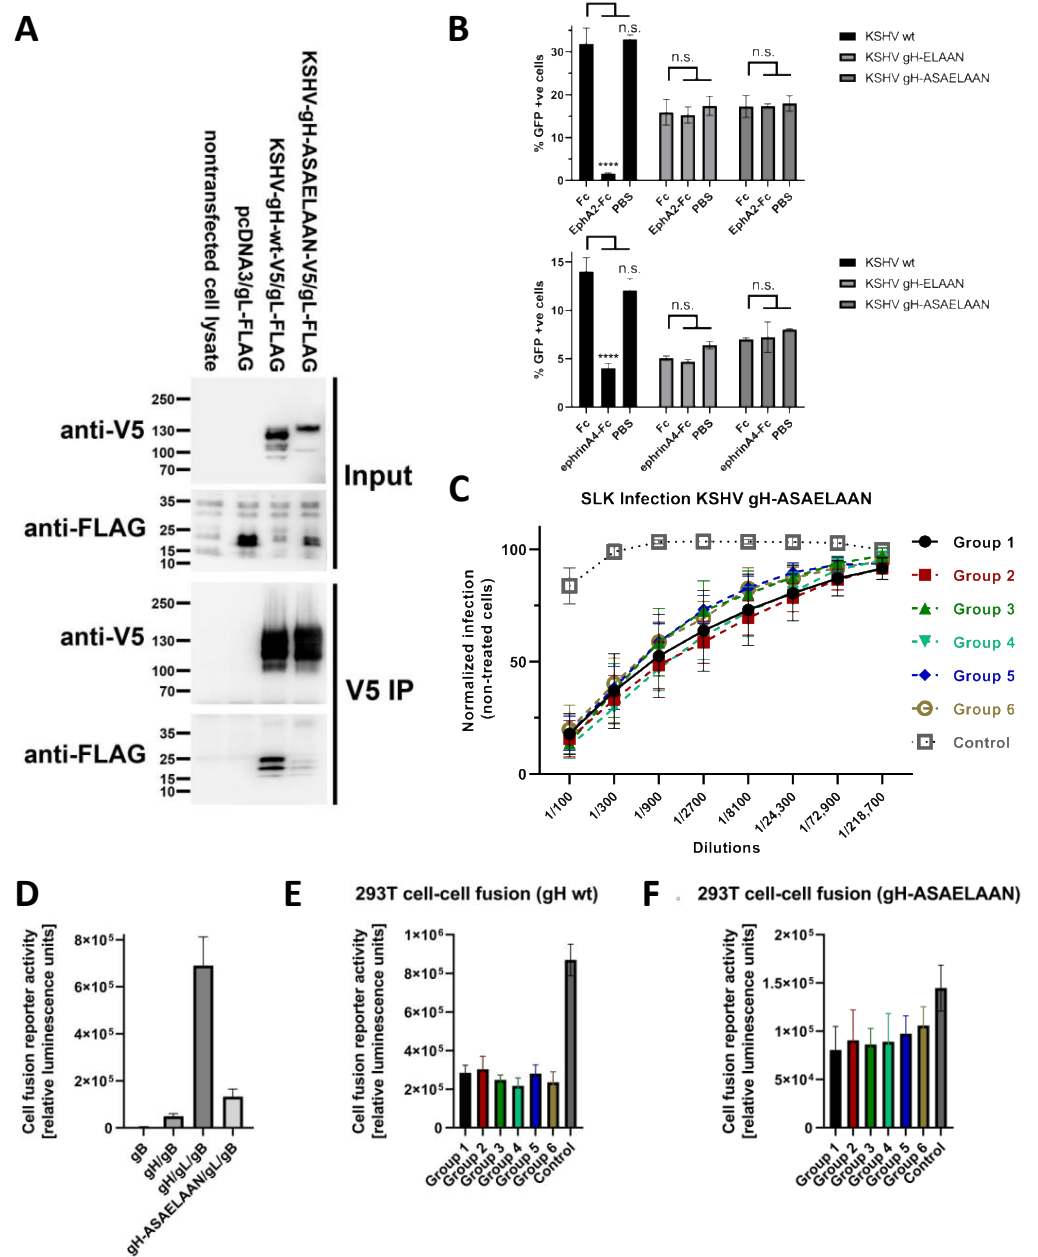 A
nontransfected cell lysate
pcDNA3/gL-FLAG
KSHV-gH-wt-V5/gL-FLAG
KSHV-gH-ASAELAAN-V5/gL-FLAG
anti-V5
250
130
100
70
anti-FLAG
35
25
15
10
Input
anti-V5
250
130
100
70
anti-FLAG
35
25
15
10
V5 IP
B
% GFP +ve cells
30
20
10
0
n.s.
****
n.s.
n.s.
Fc
EphA2-Fc
PBS
Fc
EphA2-Fc
PBS
Fc
EphA2-Fc
PBS
KSHV wt
KSHV gH-ELAAN
KSHV gH-ASAELAAN
% GFP +ve cells
15
10
5
0
n.s.
****
n.s.
n.s.
Fc
ephrinA4-Fc
PBS
Fc
ephrinA4-Fc
PBS
Fc
ephrinA4-Fc
PBS
KSHV wt
KSHV gH-ELAAN
KSHV gH-ASAELAAN
C
SLK Infection KSHV gH-ASAELAAN
Normalized infection
(non-treated cells)
100
50
0
1/100
1/300
1/900
1/2700
1/8100
1/24,300
1/72,900
1/218,700
Dilutions
Group 1
Group 2
Group 3
Group 4
Group 5
Group 6
Control
D
Cell fusion reporter activity
[relative luminescence units]
8×10⁵
6×10⁵
4×10⁵
2×10⁵
0
gB
gH/gB
gH/gL/gB
gH-ASAELAAN/gL/gB
E
293T cell-cell fusion (gH wt)
Cell fusion reporter activity
[relative luminescence units]
1×10⁶
8×10⁵
6×10⁵
4×10⁵
2×10⁵
0
Group 1
Group 2
Group 3
Group 4
Group 5
Group 6
Control
F
293T cell-cell fusion (gH-ASAELAAN)
Cell fusion reporter activity
[relative luminescence units]
2×10⁵
1.5×10⁵
1×10⁵
5×10⁴
0
Group 1
Group 2
Group 3
Group 4
Group 5
Group 6
Control